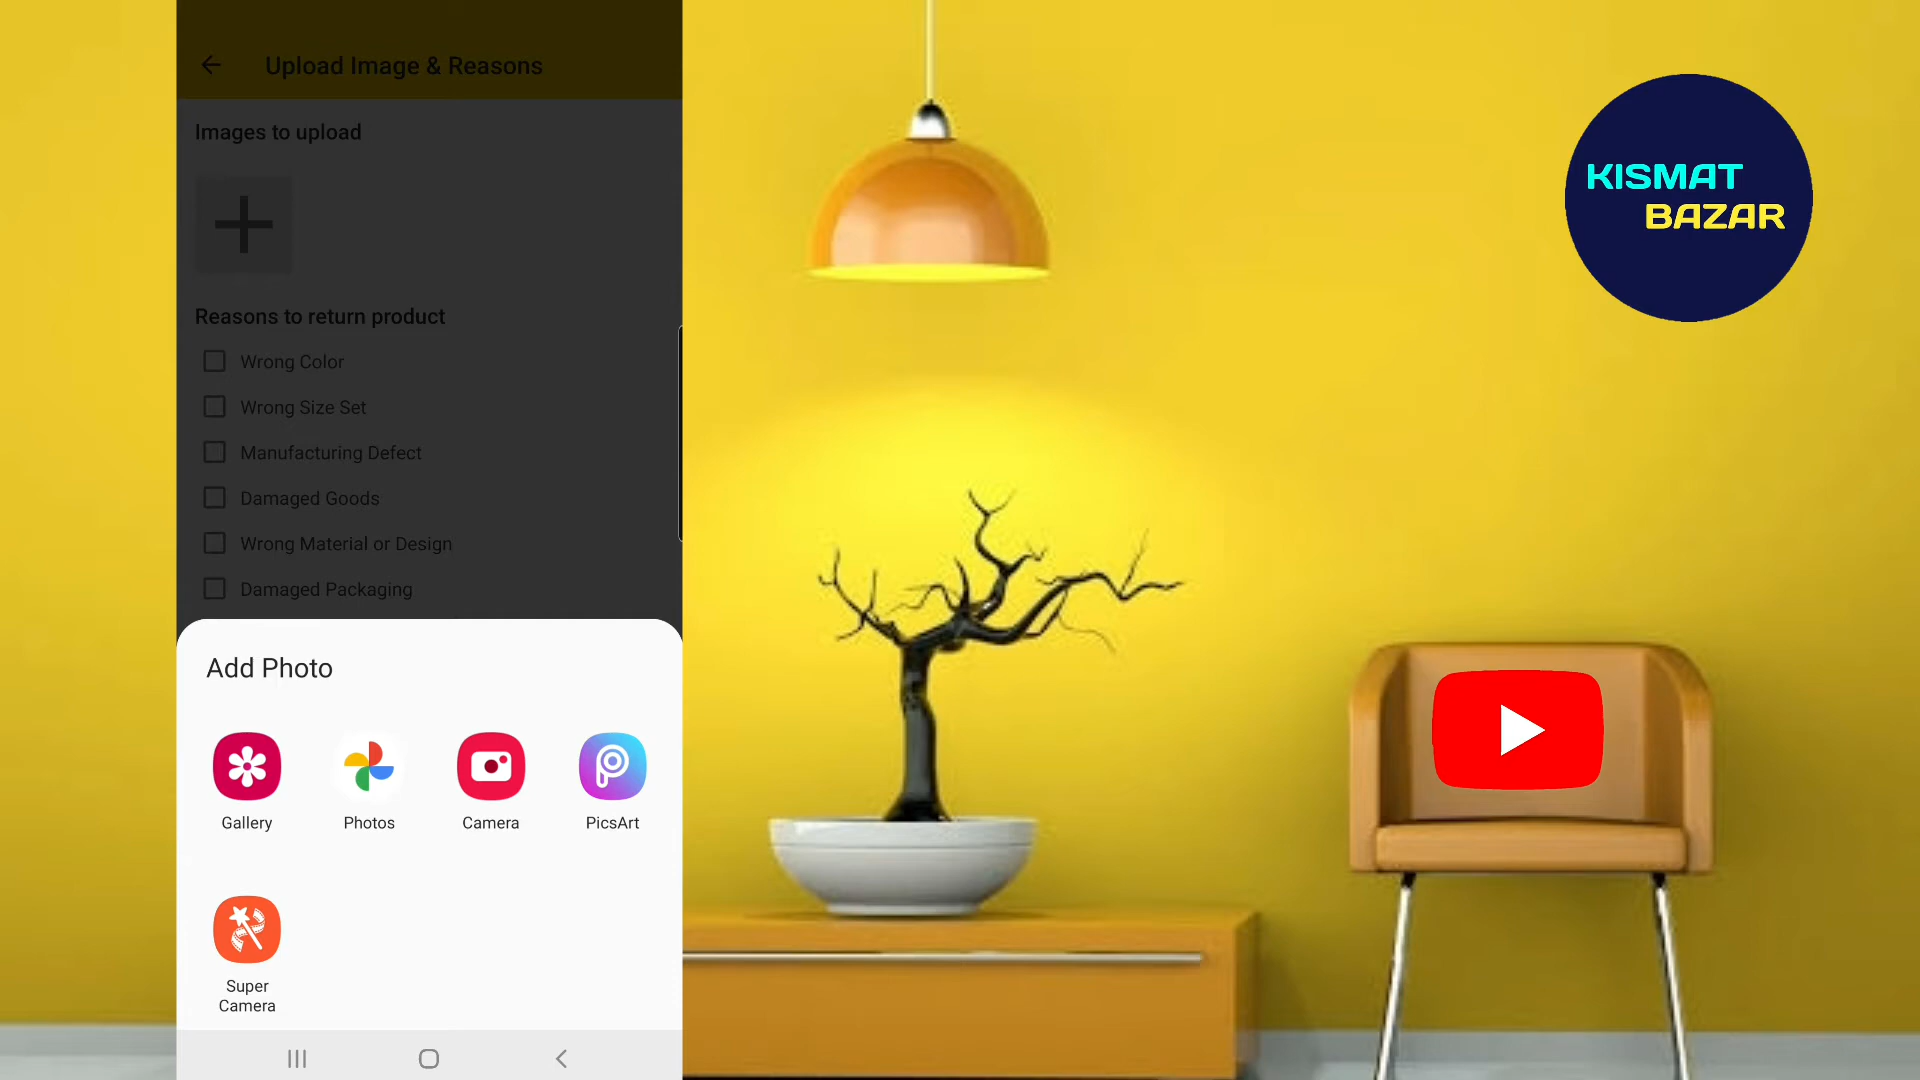 Upload Image & Reasons
Images to upload
Reasons to return product
Wrong Color
Wrong Size Set
Manufacturing Defect
Damaged Goods
Wrong Material or Design
Damaged Packaging
Add Photo
Gallery
Photos
Camera
PicsArt
Super
Camera
KISMAT
BAZAR